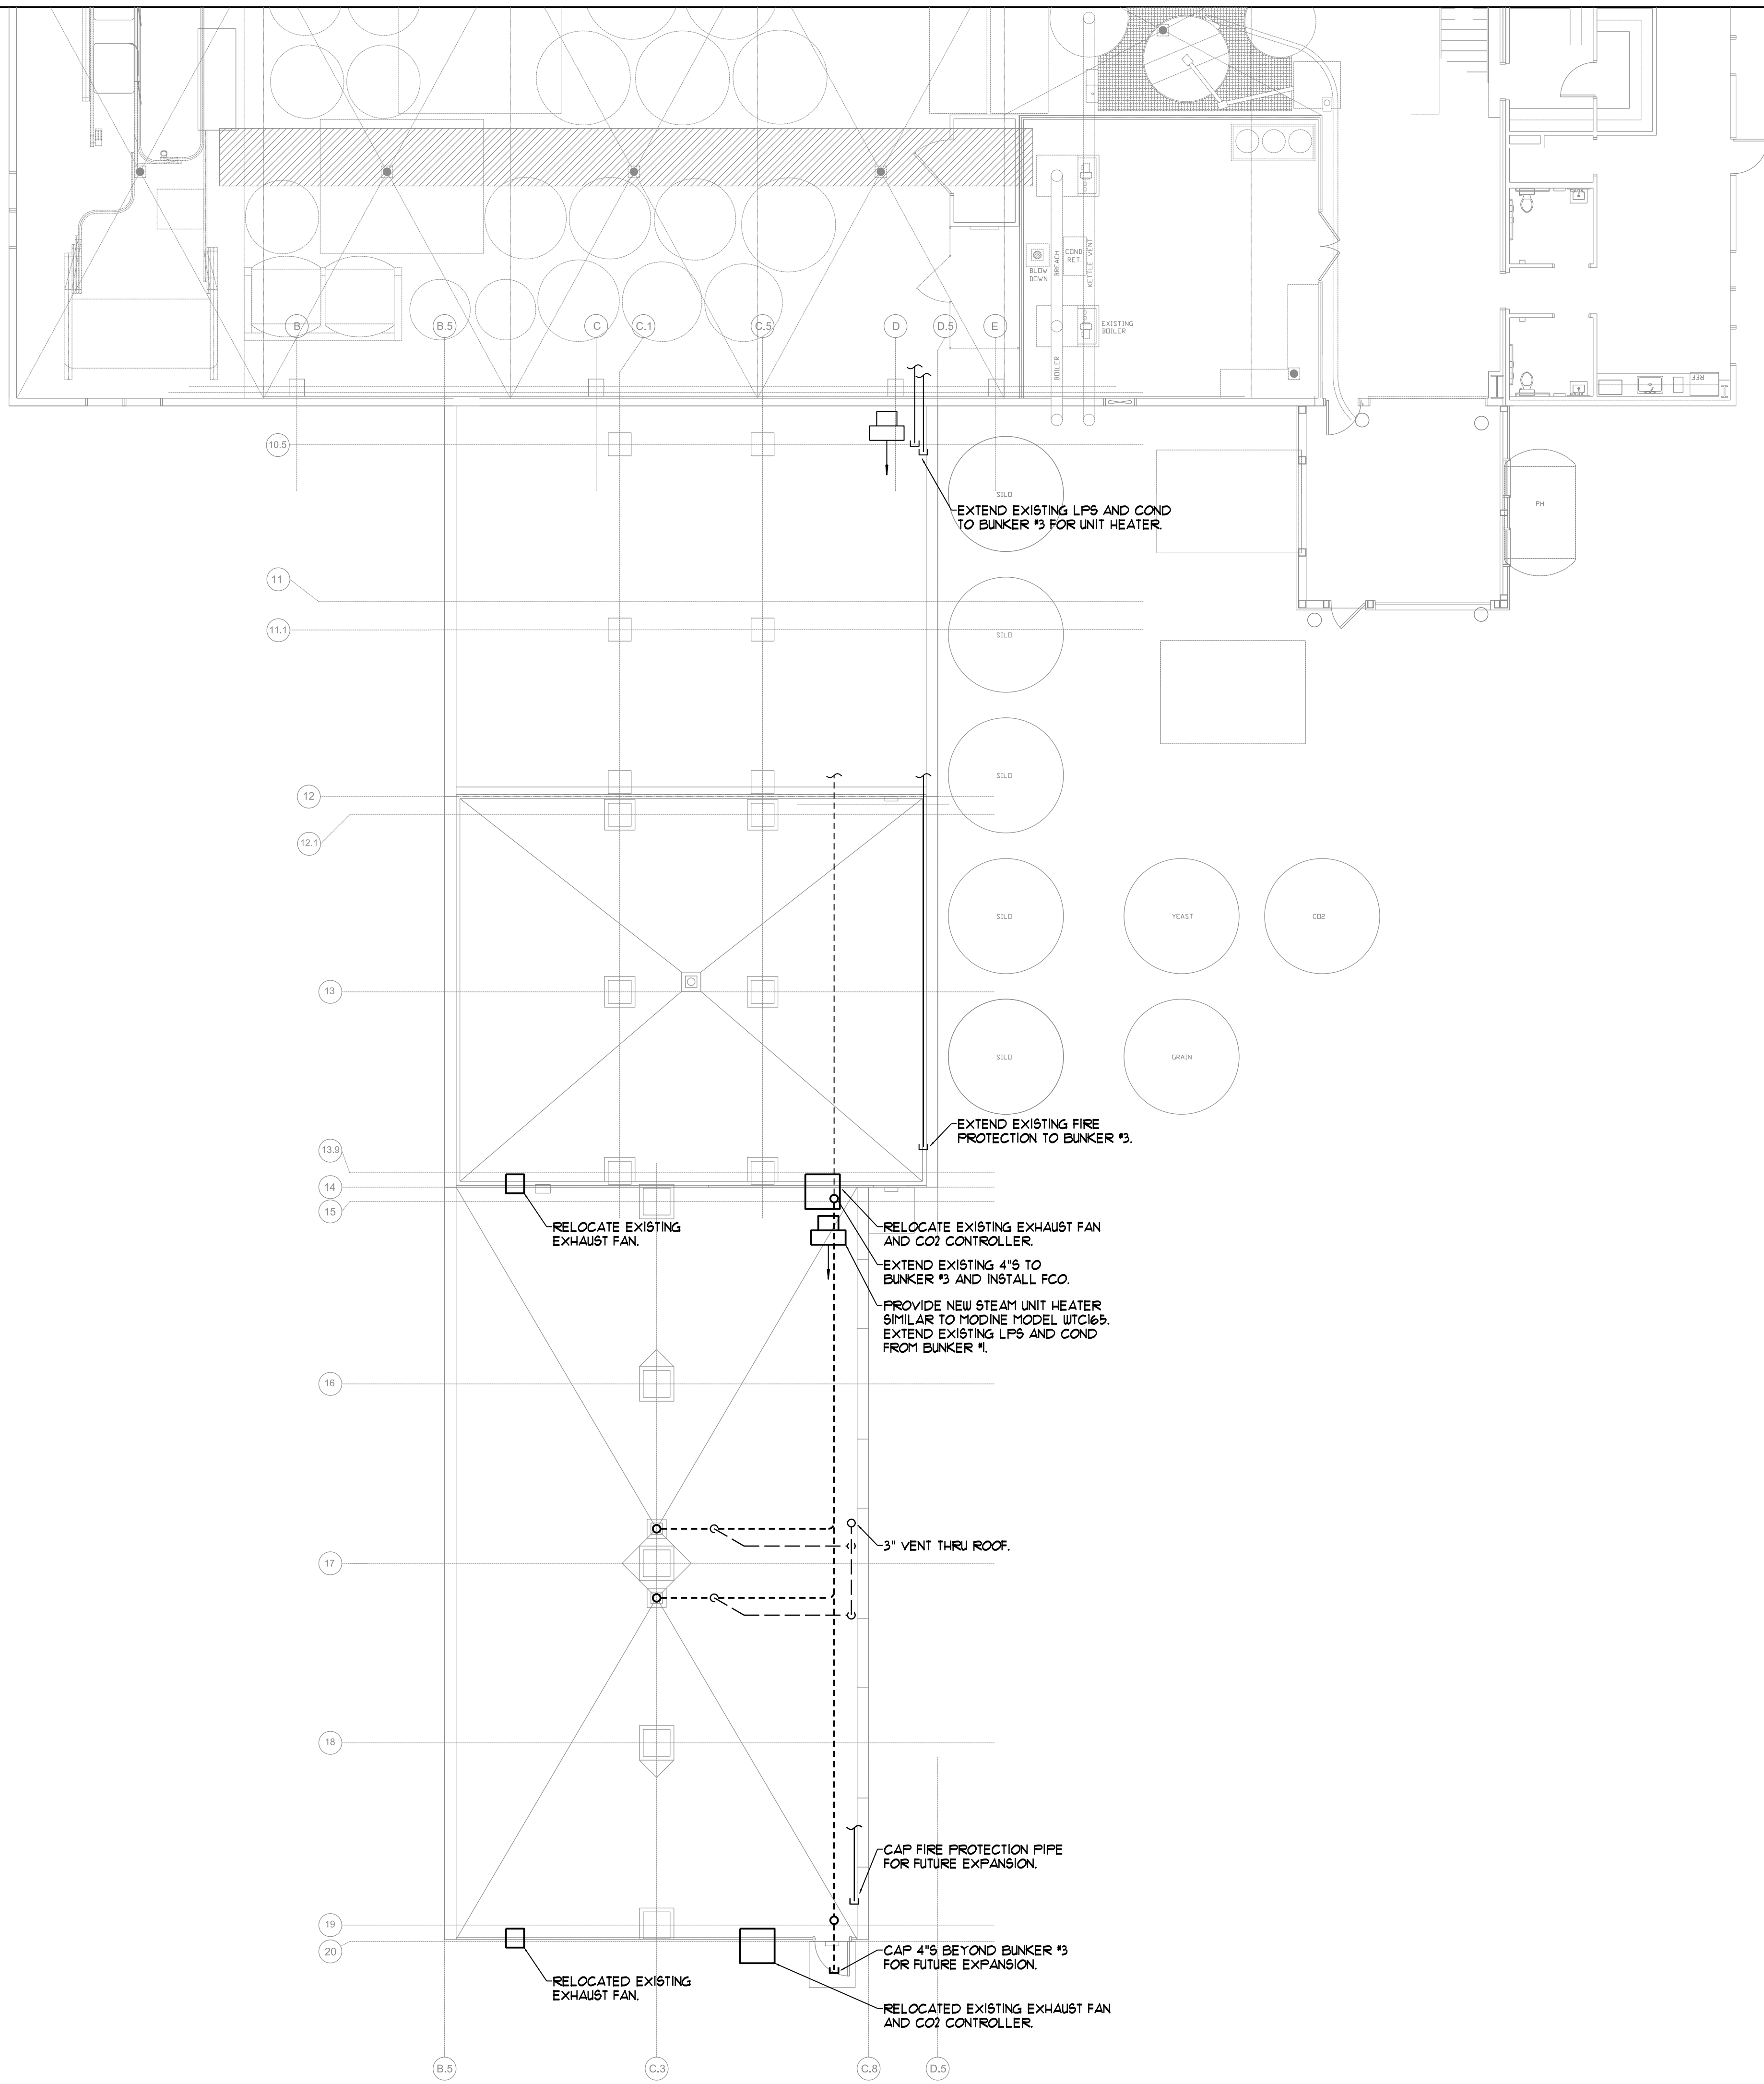 BLOW
DOWN
BREACH
COND
RET.
KETTLE VENT
EXISTING
BOILER
BOILER
REF
B
B.5
C
C.1
C.5
D
D.5
E
10.5
SILO
EXTEND EXISTING LPS AND COND
TO BUNKER #3 FOR UNIT HEATER.
PH
11
11.1
SILO
SILO
12
12.1
SILO
YEAST
CO2
13
SILO
GRAIN
EXTEND EXISTING FIRE
PROTECTION TO BUNKER #3.
13.9
14
15
RELOCATE EXISTING
EXHAUST FAN.
RELOCATE EXISTING EXHAUST FAN
AND CO2 CONTROLLER.
EXTEND EXISTING 4"S TO
BUNKER #3 AND INSTALL FCO.
PROVIDE NEW STEAM UNIT HEATER
SIMILAR TO MODINE MODEL WTC165.
EXTEND EXISTING LPS AND COND
FROM BUNKER #1.
16
3" VENT THRU ROOF.
17
18
CAP FIRE PROTECTION PIPE
FOR FUTURE EXPANSION.
19
20
CAP 4"S BEYOND BUNKER #3
FOR FUTURE EXPANSION.
RELOCATED EXISTING
EXHAUST FAN.
RELOCATED EXISTING EXHAUST FAN
AND CO2 CONTROLLER.
B.5
C.3
C.8
D.5